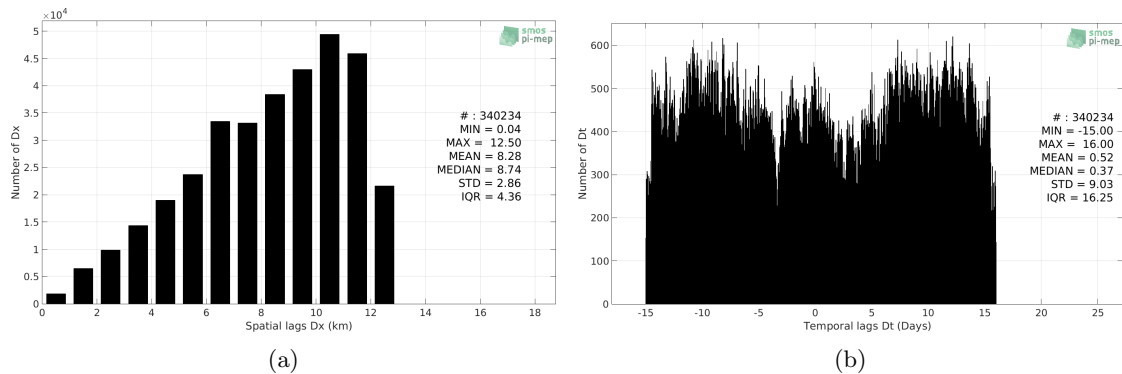 ×10⁴
5
4.5
4
3.5
3
2.5
2
1.5
1
0.5
0
Number of Dx
smos
pi-mep
# : 340234
MIN = 0.04
MAX = 12.50
MEAN = 8.28
MEDIAN = 8.74
STD = 2.86
IQR = 4.36
0 2 4 6 8 10 12 14 16 18
Spatial lags Dx (km)
(a)
600
500
400
300
200
100
0
Number of Dt
smos
pi-mep
# : 340234
MIN = -15.00
MAX = 16.00
MEAN = 0.52
MEDIAN = 0.37
STD = 9.03
IQR = 16.25
-15 -10 -5 0 5 10 15 20 25
Temporal lags Dt (Days)
(b)